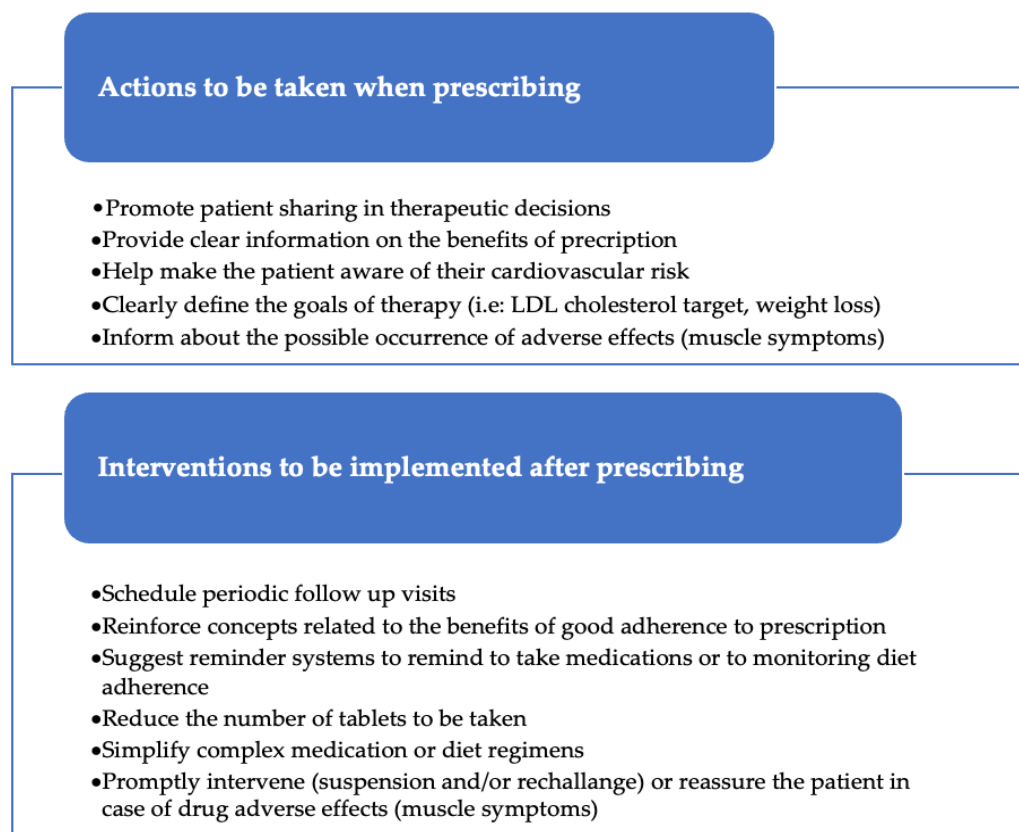 Actions to be taken when prescribing
•Promote patient sharing in therapeutic decisions
•Provide clear information on the benefits of precription
•Help make the patient aware of their cardiovascular risk
•Clearly define the goals of therapy (i.e: LDL cholesterol target, weight loss)
•Inform about the possible occurrence of adverse effects (muscle symptoms)
Interventions to be implemented after prescribing
•Schedule periodic follow up visits
•Reinforce concepts related to the benefits of good adherence to prescription
•Suggest reminder systems to remind to take medications or to monitoring diet
adherence
•Reduce the number of tablets to be taken
•Simplify complex medication or diet regimens
•Promptly intervene (suspension and/or rechallange) or reassure the patient in
case of drug adverse effects (muscle symptoms)